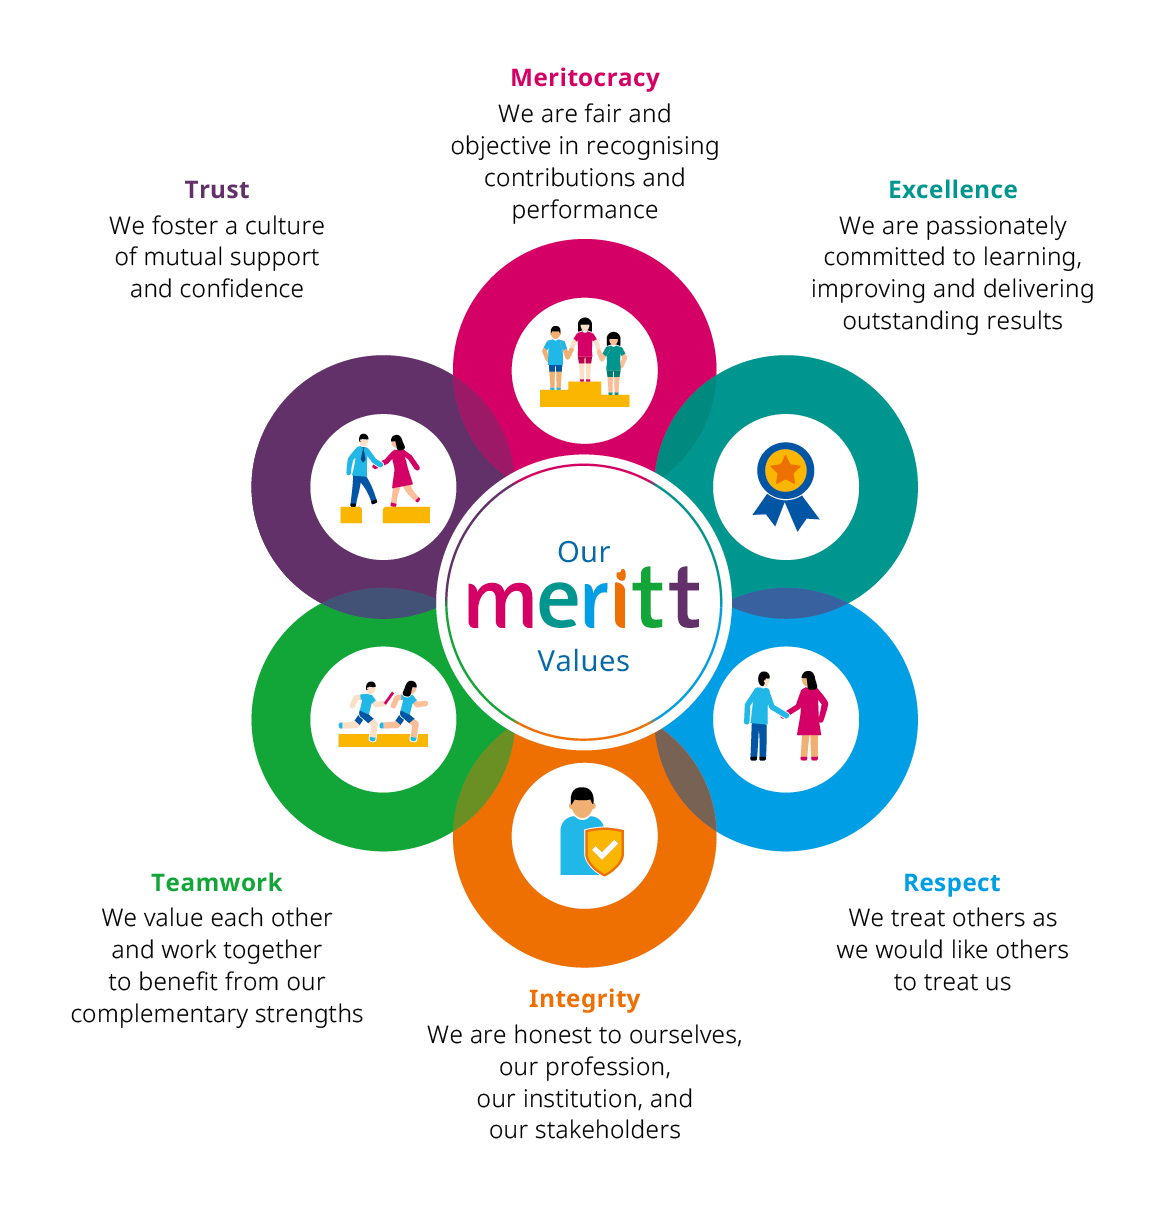 Meritocracy
We are fair and
objective in recognising
contributions and
performance
Excellence
We are passionately
committed to learning,
improving and delivering
outstanding results
Respect
We treat others as
we would like others
to treat us
Integrity
We are honest to ourselves,
our profession,
our institution, and
our stakeholders
Teamwork
We value each other
and work together
to benefit from our
complementary strengths
Trust
We foster a culture
of mutual support
and confidence
Our
meritt
Values